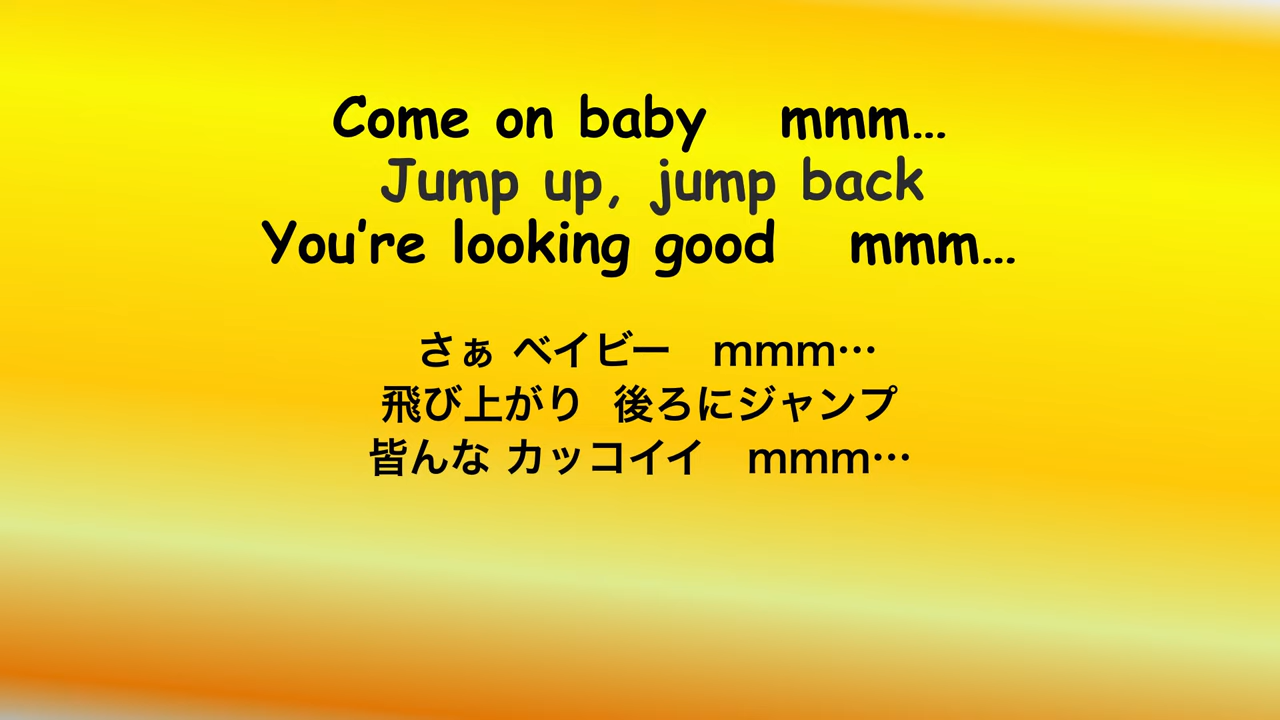 Come on baby mmm…
Jump up, jump back
You're looking good mmm…
さぁ ベイビー mmm…
飛び上がり 後ろにジャンプ
皆んな カッコイイ mmm…